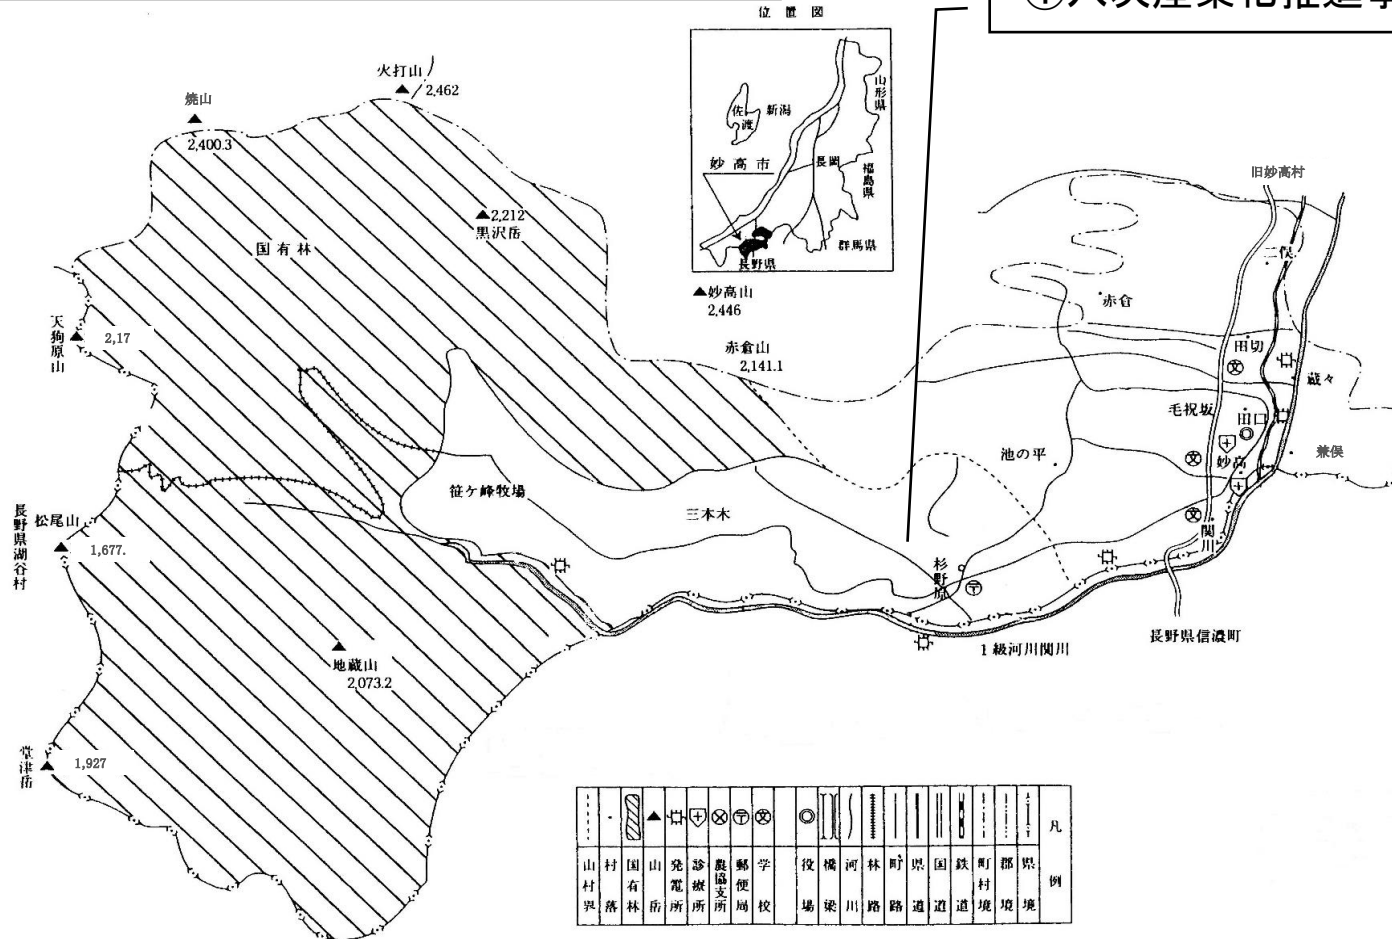 位置図
佐渡
新潟
山形県
長岡
福島県
妙高市
群馬県
長野県
火打山
2,462
焼山
2,400.3
2,212
黒沢岳
国有林
妙高山
2,446
赤倉山
2,141.1
天狗原山
2,17
旧妙高村
二俣
赤倉
田切
蔵々
毛祝坂
田口
兼俣
妙高
池の平
関川
笹ケ峰牧場
三本木
杉野原
長野県湖谷村
松尾山
1,677.
地蔵山
2,073.2
長野県信濃町
1級河川関川
堂津岳
1,927
凡例
県境
郡境
町村境
鉄道
国道
県道
町路
林路
河川
橋梁
役場
学校
郵便局
農協支所
診療所
発電所
山岳
国有林
村落
山村界